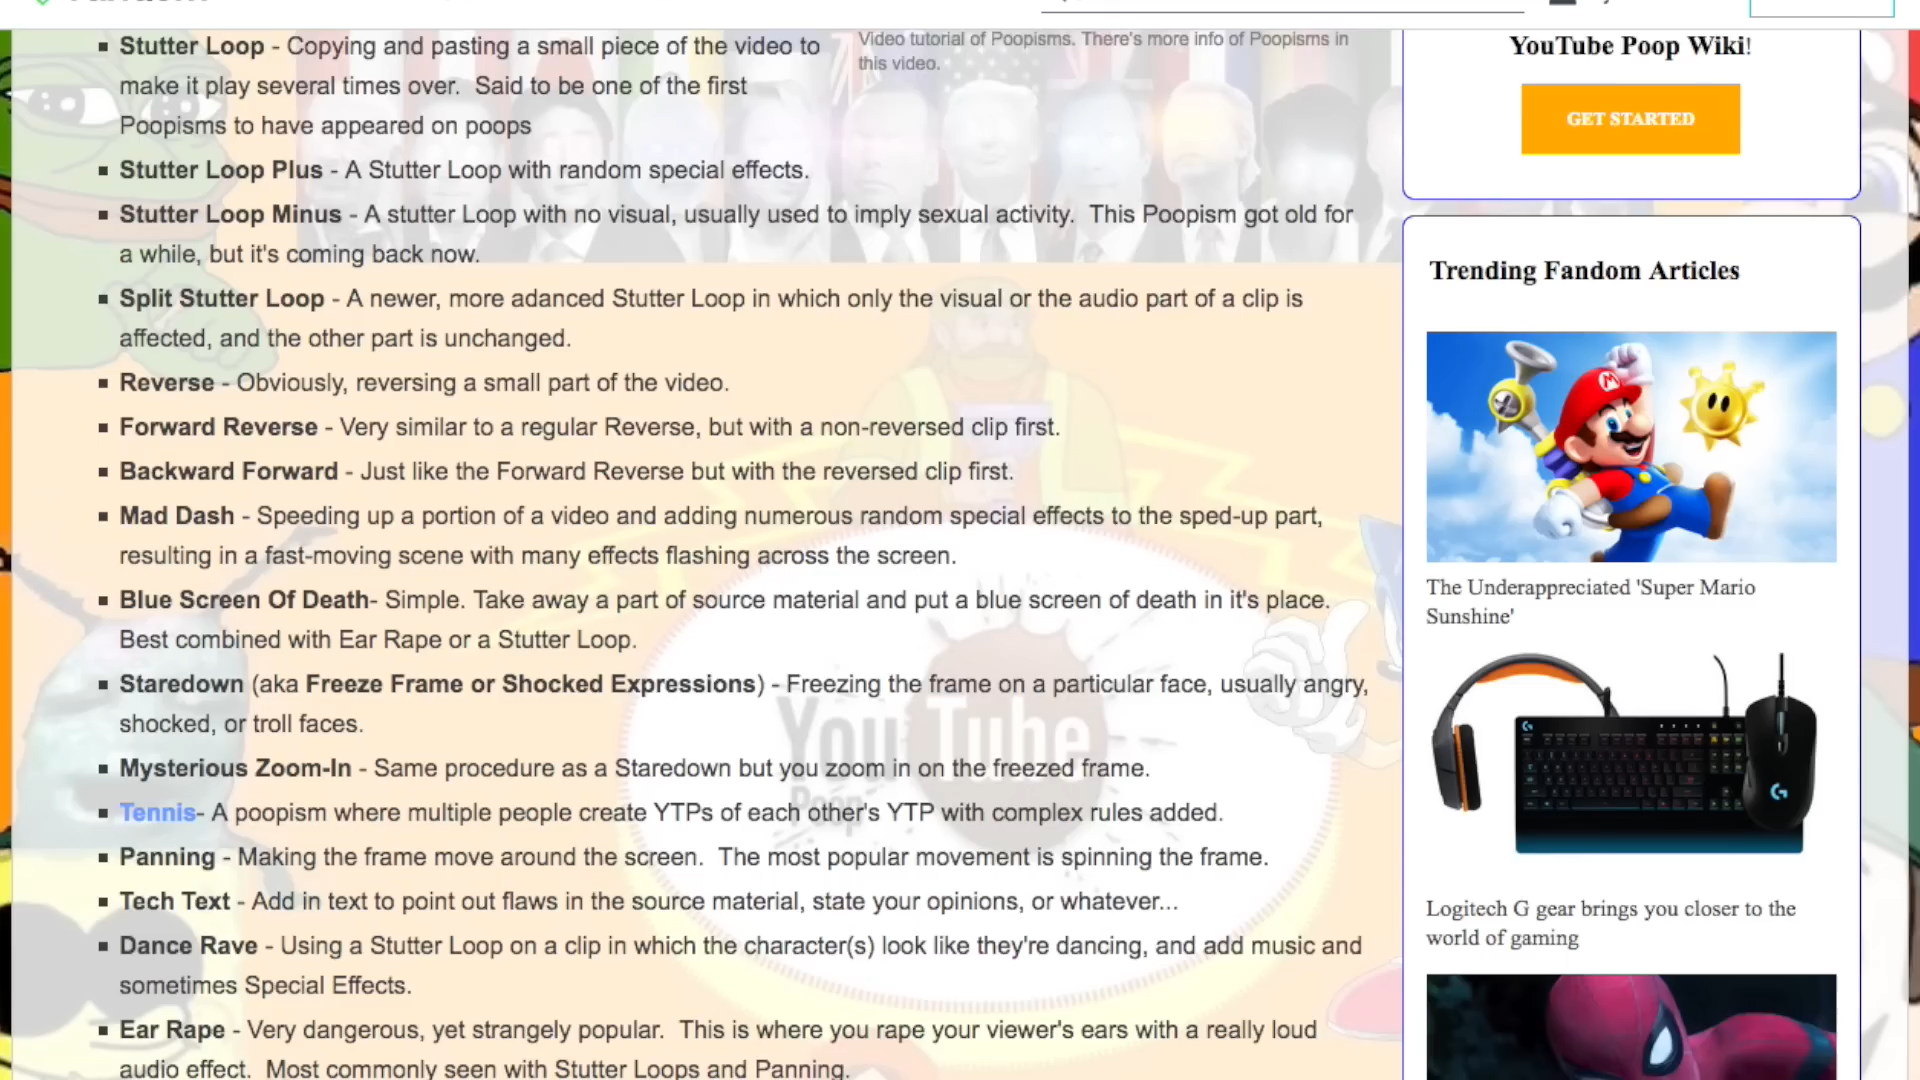 Stutter Loop - Copying and pasting a small piece of the video to
make it play several times over. Said to be one of the first
Poopisms to have appeared on poops
Video tutorial of Poopisms. There's more info of Poopisms in
this video.
Stutter Loop Plus - A Stutter Loop with random special effects.
Stutter Loop Minus - A stutter Loop with no visual, usually used to imply sexual activity. This Poopism got old for
a while, but it's coming back now.
Split Stutter Loop - A newer, more adanced Stutter Loop in which only the visual or the audio part of a clip is
affected, and the other part is unchanged.
Reverse - Obviously, reversing a small part of the video.
Forward Reverse - Very similar to a regular Reverse, but with a non-reversed clip first.
Backward Forward - Just like the Forward Reverse but with the reversed clip first.
Mad Dash - Speeding up a portion of a video and adding numerous random special effects to the sped-up part,
resulting in a fast-moving scene with many effects flashing across the screen.
Blue Screen Of Death- Simple. Take away a part of source material and put a blue screen of death in it's place.
Best combined with Ear Rape or a Stutter Loop.
Staredown (aka Freeze Frame or Shocked Expressions) - Freezing the frame on a particular face, usually angry,
shocked, or troll faces.
Mysterious Zoom-In - Same procedure as a Staredown but you zoom in on the freezed frame.
Tennis- A poopism where multiple people create YTPs of each other's YTP with complex rules added.
Panning - Making the frame move around the screen. The most popular movement is spinning the frame.
Tech Text - Add in text to point out flaws in the source material, state your opinions, or whatever...
Dance Rave - Using a Stutter Loop on a clip in which the character(s) look like they're dancing, and add music and
sometimes Special Effects.
Ear Rape - Very dangerous, yet strangely popular. This is where you rape your viewer's ears with a really loud
audio effect. Most commonly seen with Stutter Loops and Panning.
YouTube
Poop
YouTube Poop Wiki!
GET STARTED
Trending Fandom Articles
M
The Underappreciated 'Super Mario
Sunshine'
Logitech G gear brings you closer to the
world of gaming